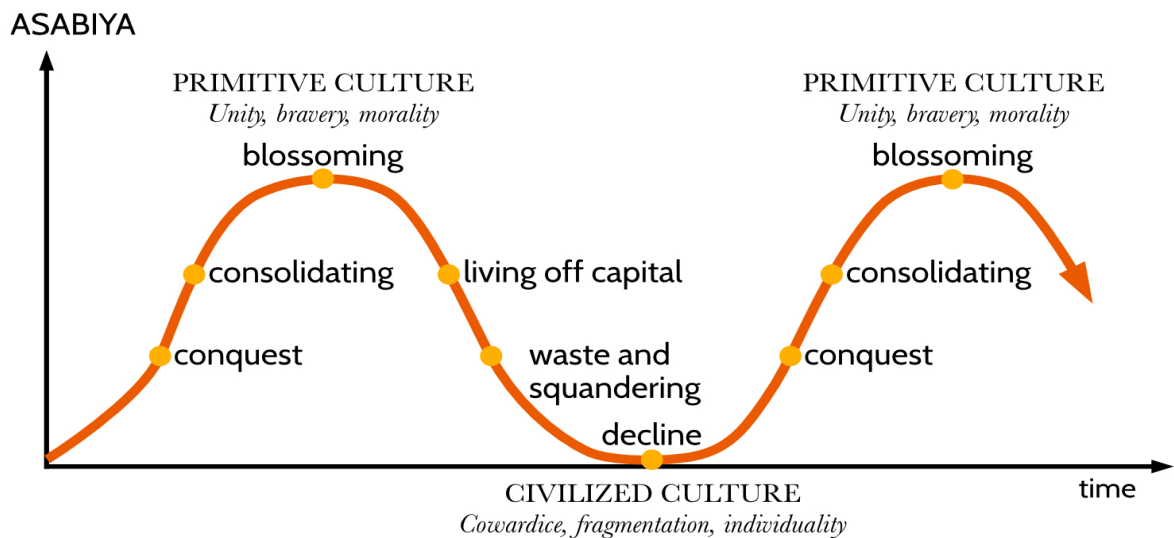 ASABIYA
PRIMITIVE CULTURE
Unity, bravery, morality
blossoming
consolidating
conquest
living off capital
waste and
squandering
decline
CIVILIZED CULTURE
Cowardice, fragmentation, individuality
PRIMITIVE CULTURE
Unity, bravery, morality
blossoming
consolidating
conquest
time